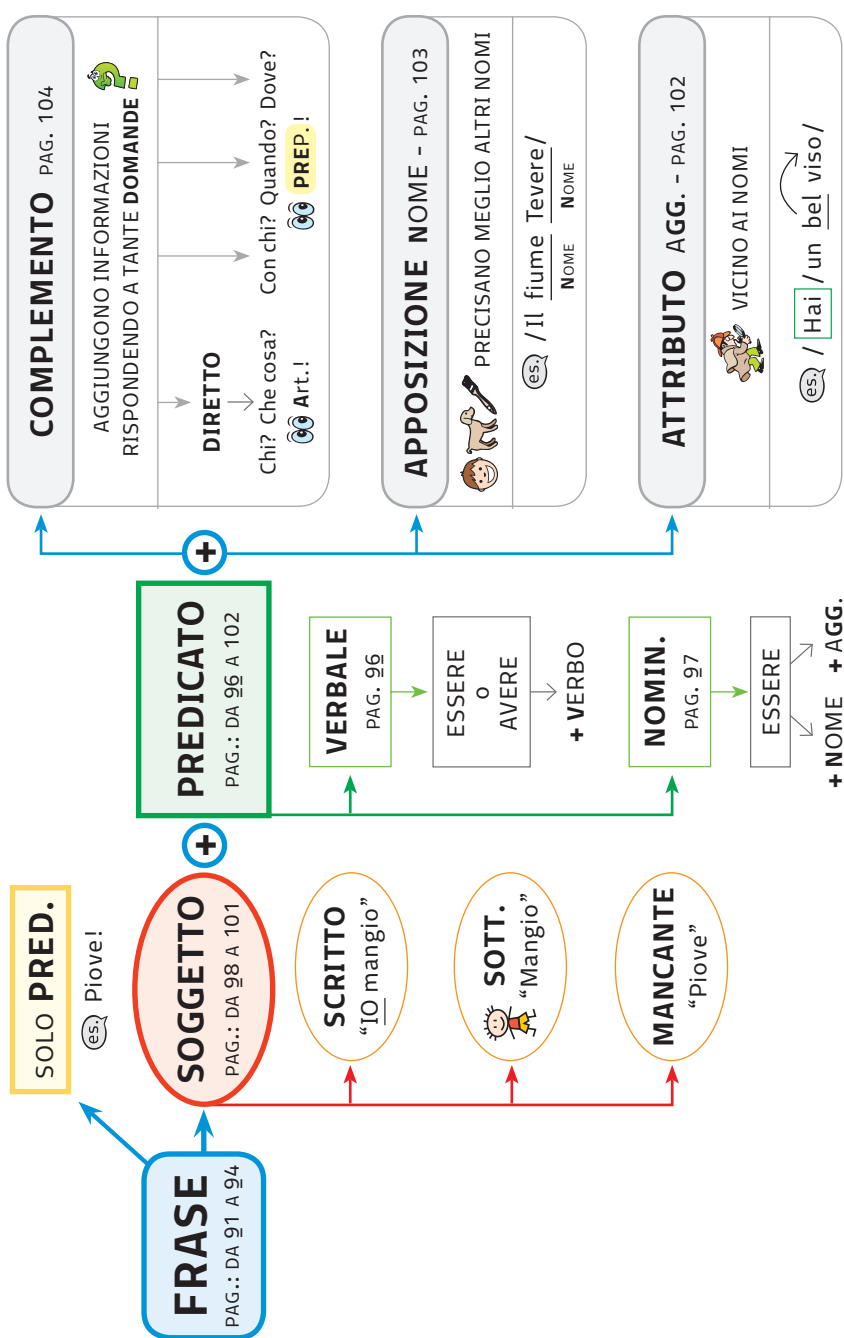 FRASE
PAG.: DA 91 A 94
SOLO PRED.
es. Piove!
SOGGETTO
PAG.: DA 98 A 101
SCRITTO
“IO mangio”
SOTT.
“Mangio”
MANCANTE
“Piove”
+
PREDICATO
PAG.: DA 96 A 102
VERBALE
PAG. 96
ESSERE
o
AVERE
+ VERBO
NOMIN.
PAG. 97
ESSERE
+ NOME + AGG.
+
COMPLEMENTO PAG. 104
AGGIUNGONO INFORMAZIONI
RISPONDENDO A TANTE DOMANDE
DIRETTO
Chi? Che cosa?
Art.!
Con chi? Quando? Dove?
PREP.!
APPOSIZIONE NOME - PAG. 103
PRECISANO MEGLIO ALTRI NOMI
es. /Il fiume Tevere/
NOME NOME
ATTRIBUTO AGG. - PAG. 102
VICINO AI NOMI
es. / Hai /un bel viso/